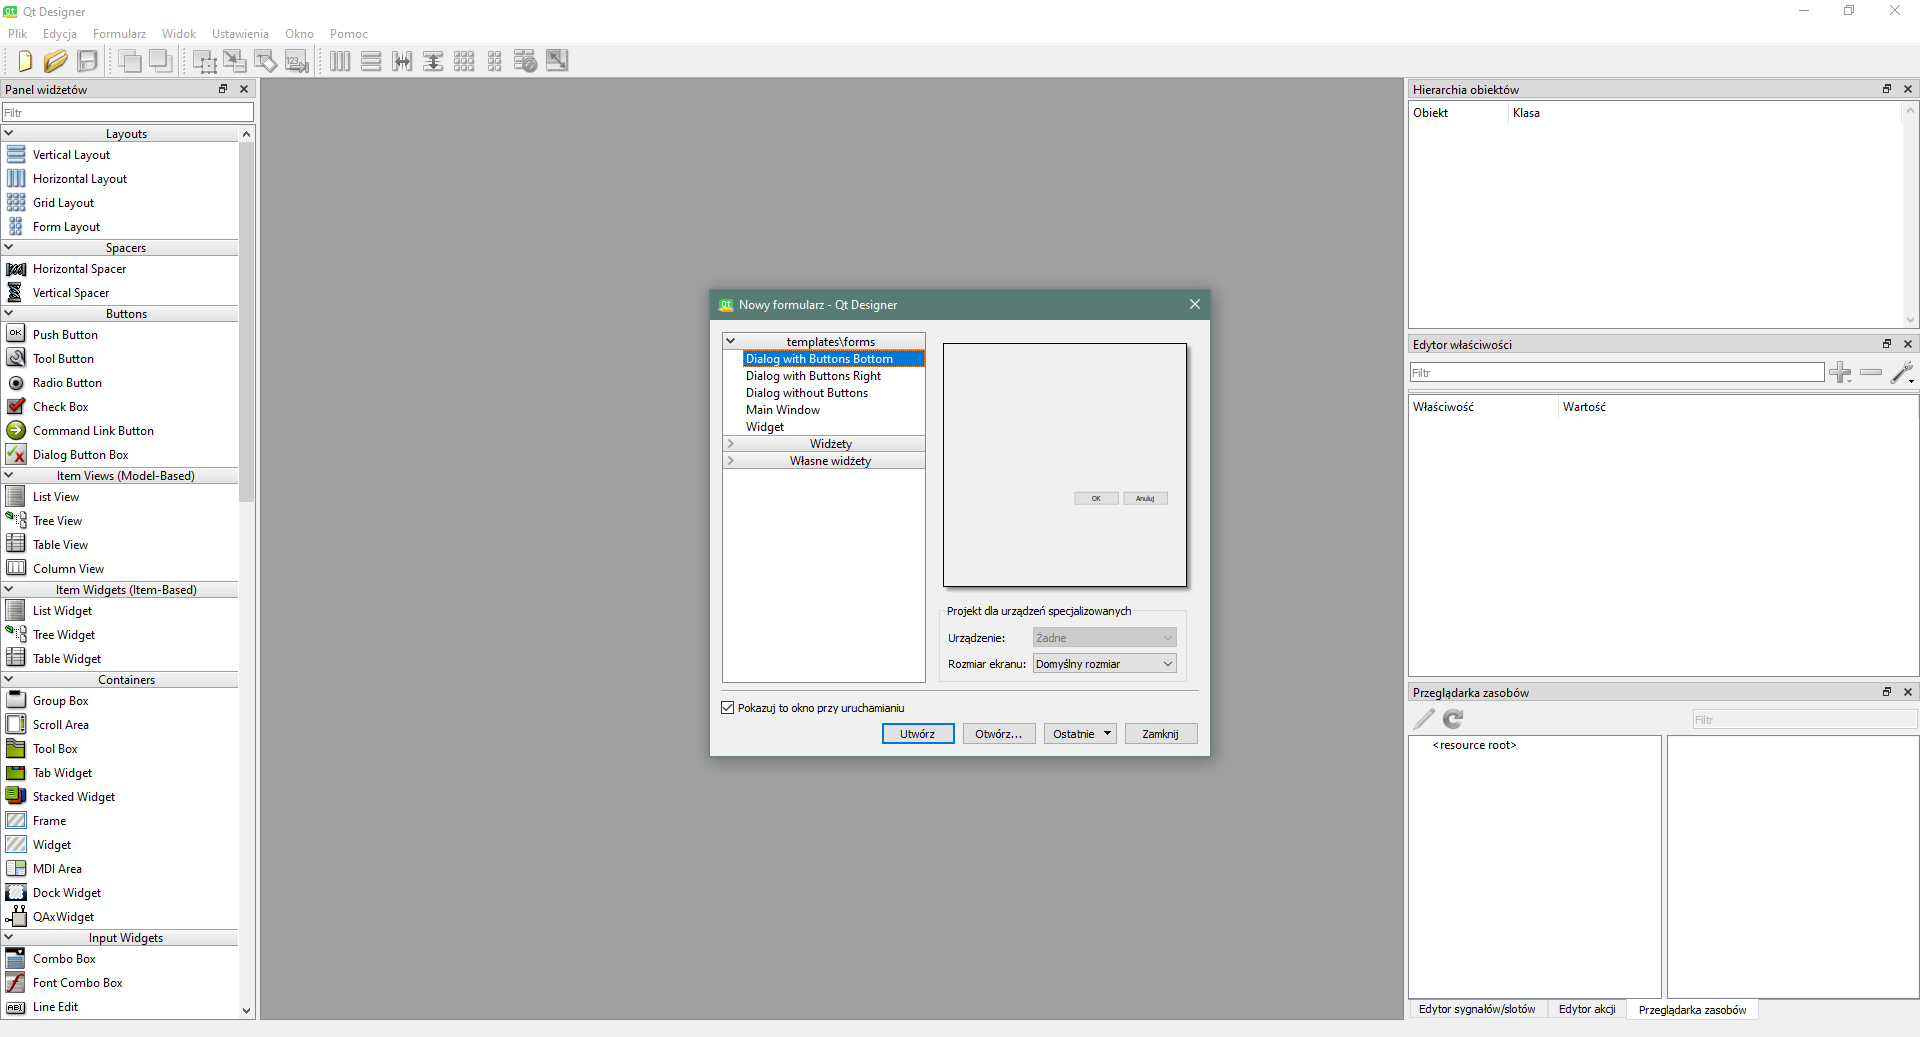 Qt Designer
Plik Edycja Formularz Widok Ustawienia Okno Pomoc
Panel widżetów
Filtr
Layouts
Vertical Layout
Horizontal Layout
Grid Layout
Form Layout
Spacers
Horizontal Spacer
Vertical Spacer
Buttons
Push Button
Tool Button
Radio Button
Check Box
Command Link Button
Dialog Button Box
Item Views (Model-Based)
List View
Tree View
Table View
Column View
Item Widgets (Item-Based)
List Widget
Tree Widget
Table Widget
Containers
Group Box
Scroll Area
Tool Box
Tab Widget
Stacked Widget
Frame
Widget
MDI Area
Dock Widget
QAxWidget
Input Widgets
Combo Box
Font Combo Box
Line Edit
Nowy formularz - Qt Designer
templates\forms
Dialog with Buttons Bottom
Dialog with Buttons Right
Dialog without Buttons
Main Window
Widget
Widżety
Własne widżety
OK Anuluj
Projekt dla urządzeń specjalizowanych
Urządzenie: Żadne
Rozmiar ekranu: Domyślny rozmiar
Pokazuj to okno przy uruchamianiu
Utwórz Otwórz... Ostatnie Zamknij
Hierarchia obiektów
Obiekt Klasa
Edytor właściwości
Filtr
Właściwość Wartość
Przeglądarka zasobów
Filtr
<resource root>
Edytor sygnałów/slotów Edytor akcji Przeglądarka zasobów